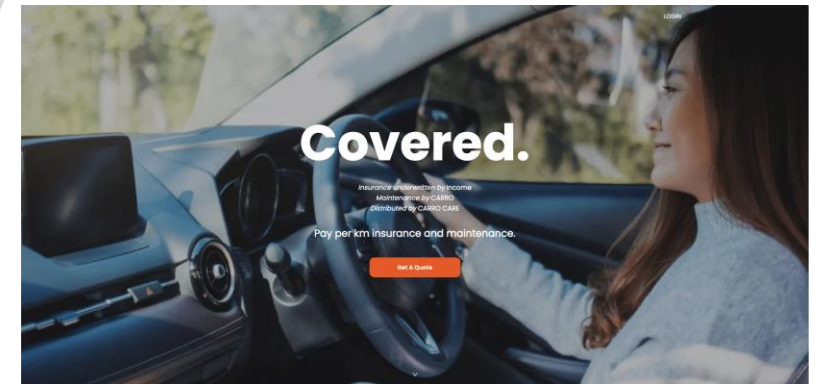 LOGIN
Covered.
Insurance underwritten by Income
Maintenance by CARRO
Distributed by CARRO CARE
Pay per km insurance and maintenance.
Get A Quote